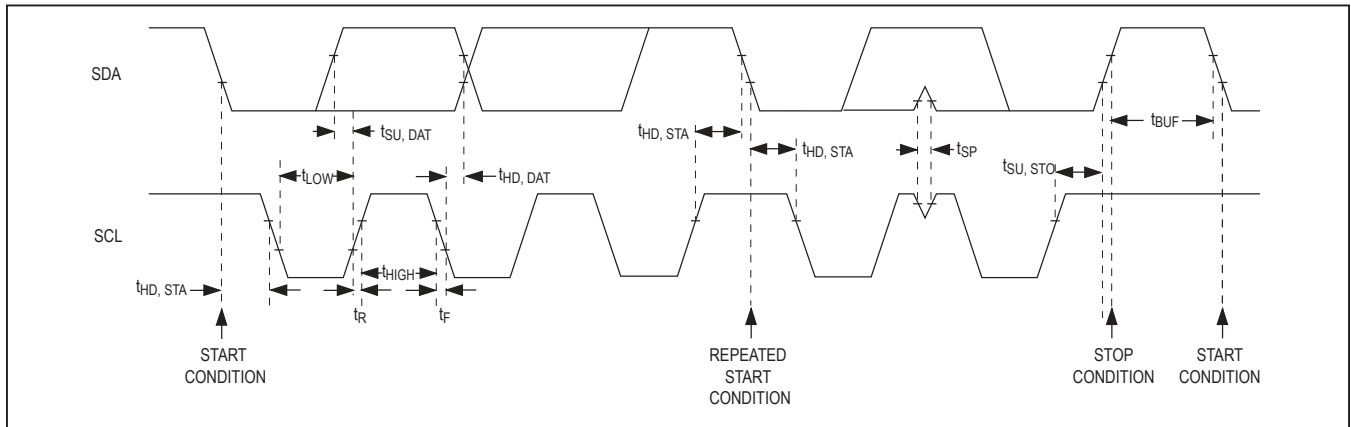 SDA
tSU, DAT
tHD, STA
tHD, STA
tSP
tBUF
tLOW
tHD, DAT
tSU, STO
SCL
tHIGH
tHD, STA
tR
tF
START
CONDITION
REPEATED
START
CONDITION
STOP
CONDITION
START
CONDITION